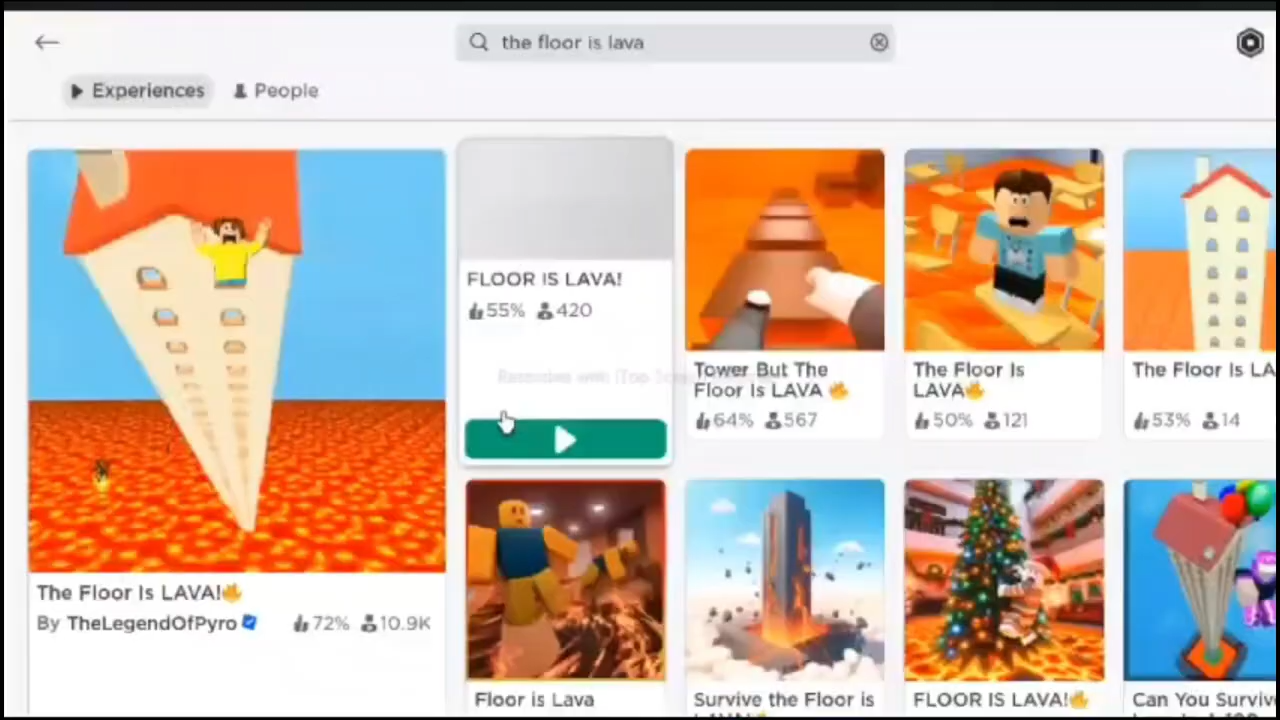 the floor is lava
Experiences
People
FLOOR IS LAVA!
55% 420
Tower But The
Floor Is LAVA 🔥
64% 567
The Floor Is
LAVA🔥
50% 121
The Floor Is LA
53% 14
The Floor Is LAVA!🔥
By TheLegendOfPyro 72% 10.9K
Floor is Lava
Survive the Floor is
FLOOR IS LAVA!🔥
Can You Surviv